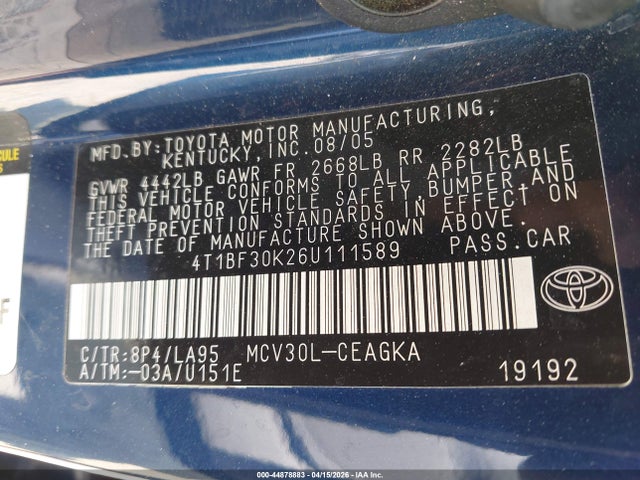 MFD.BY:TOYOTA MOTOR MANUFACTURING,
KENTUCKY,INC.08/05
GVWR 4442LB GAWR FR 2668LB RR 2282LB
THIS VEHICLE CONFORMS TO ALL APPLICABLE
FEDERAL MOTOR VEHICLE SAFETY,BUMPER,AND
THEFT PREVENTION STANDARDS IN EFFECT ON
THE DATE OF MANUFACTURE SHOWN ABOVE.
4T1BF30K26U111589 PASS.CAR
C/TR:8P4/LA95 MCV30L-CEAGKA
A/TM:-03A/U151E 19192
000-44878883 - 04/15/2026 - IAA Inc.